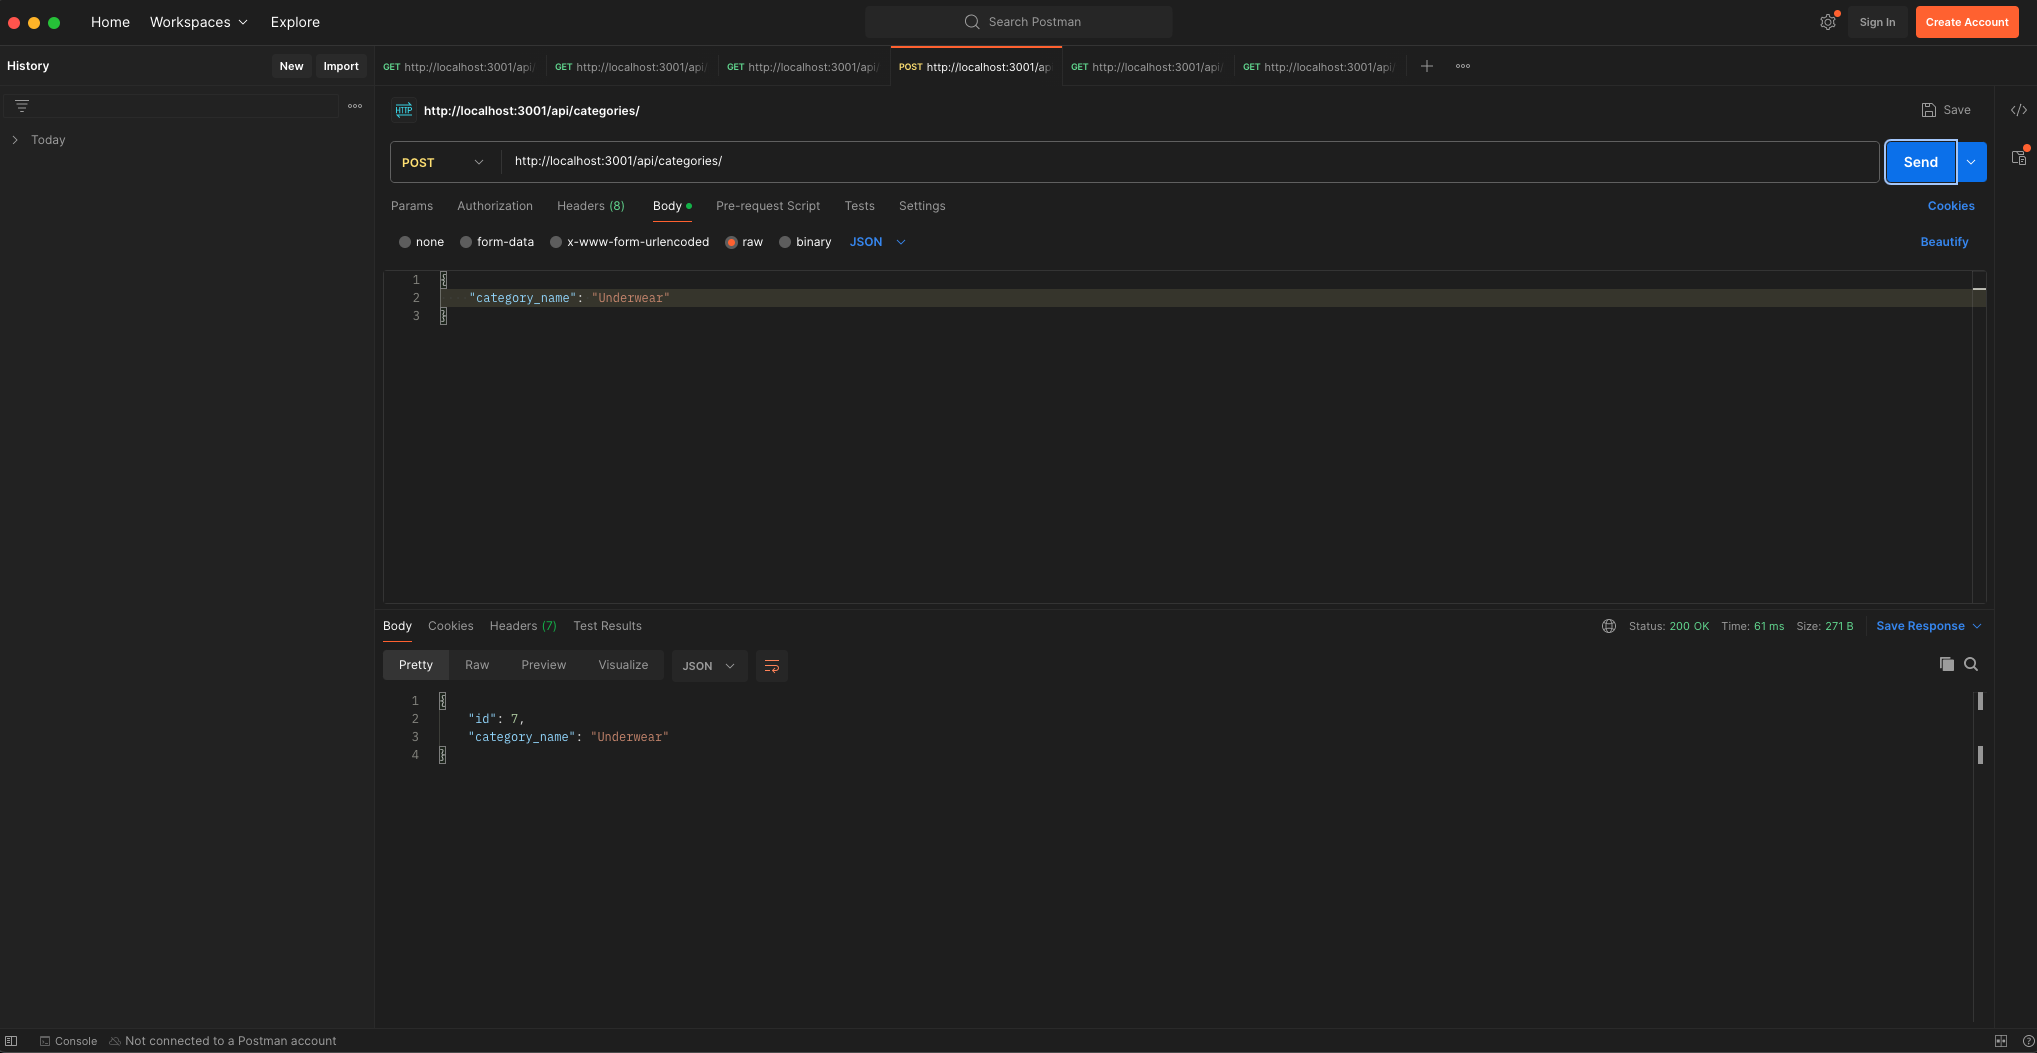 Home Workspaces Explore Search Postman Sign In Create Account
History New Import
GET http://localhost:3001/api/ GET http://localhost:3001/api/ GET http://localhost:3001/api/ POST http://localhost:3001/ap GET http://localhost:3001/api/ GET http://localhost:3001/api/
Today
HTTP http://localhost:3001/api/categories/ Save </>
POST http://localhost:3001/api/categories/ Send
Params Authorization Headers (8) Body Pre-request Script Tests Settings Cookies
none form-data x-www-form-urlencoded raw binary JSON Beautify
1 {
2 "category_name": "Underwear"
3 }
Body Cookies Headers (7) Test Results Status: 200 OK Time: 61 ms Size: 271 B Save Response
Pretty Raw Preview Visualize JSON
1 {
2 "id": 7,
3 "category_name": "Underwear"
4 }
Console Not connected to a Postman account